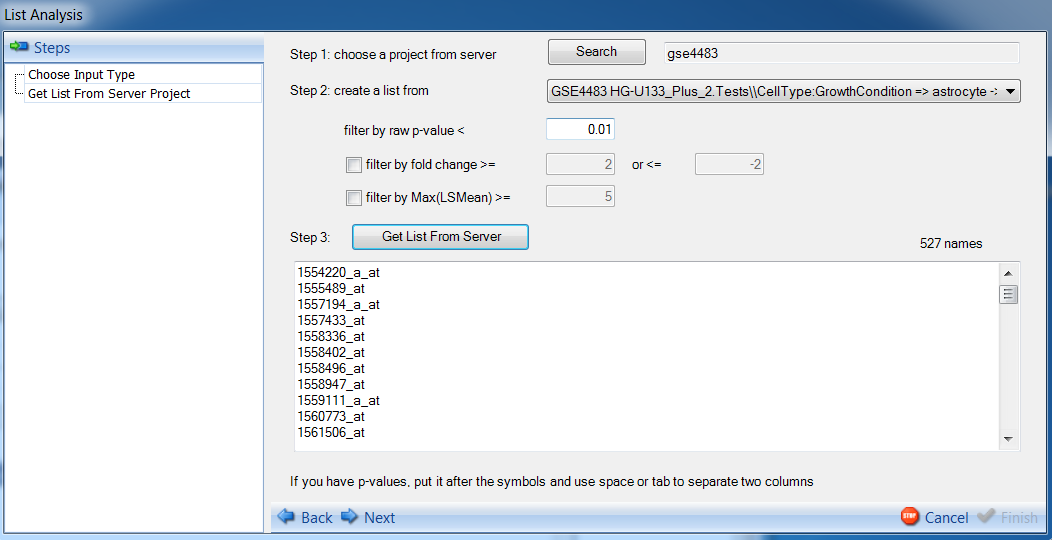 List Analysis
Steps
Choose Input Type
Get List From Server Project
Step 1: choose a project from server
Search
gse4483
Step 2: create a list from
GSE4483 HG-U133_Plus_2.Tests\\CellType:GrowthCondition => astrocyte ->
filter by raw p-value <
0.01
filter by fold change >=
2
or <=
-2
filter by Max(LSMean) >=
5
Step 3:
Get List From Server
527 names
1554220_a_at
1555489_at
1557194_a_at
1557433_at
1558336_at
1558402_at
1558496_at
1558947_at
1559111_a_at
1560773_at
1561506_at
If you have p-values, put it after the symbols and use space or tab to separate two columns
Back
Next
STOP
Cancel
Finish